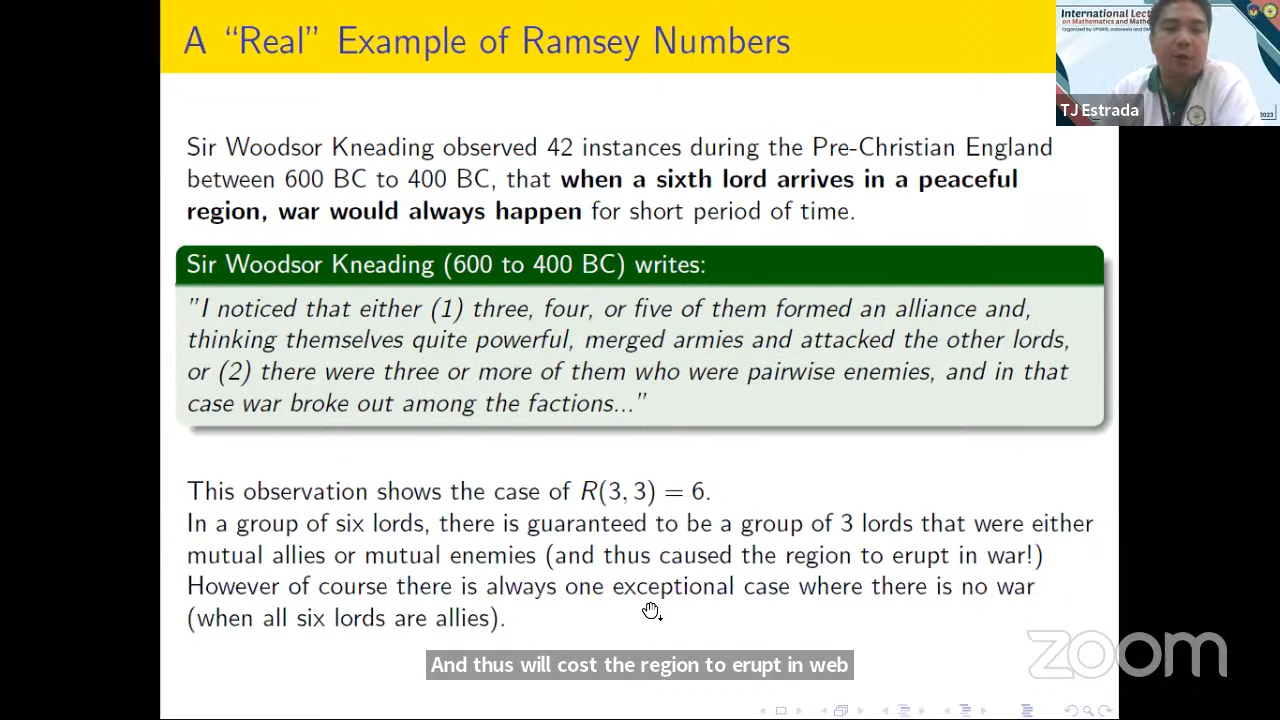 A “Real” Example of Ramsey Numbers
International Lect
on Mathematics and Mathe
TJ Estrada
2023
Sir Woodsor Kneading observed 42 instances during the Pre-Christian England
between 600 BC to 400 BC, that when a sixth lord arrives in a peaceful
region, war would always happen for short period of time.
Sir Woodsor Kneading (600 to 400 BC) writes:
”I noticed that either (1) three, four, or five of them formed an alliance and,
thinking themselves quite powerful, merged armies and attacked the other lords,
or (2) there were three or more of them who were pairwise enemies, and in that
case war broke out among the factions...”
This observation shows the case of R(3, 3) = 6.
In a group of six lords, there is guaranteed to be a group of 3 lords that were either
mutual allies or mutual enemies (and thus caused the region to erupt in war!)
However of course there is always one exceptional case where there is no war
(when all six lords are allies).
zoom
And thus will cost the region to erupt in web